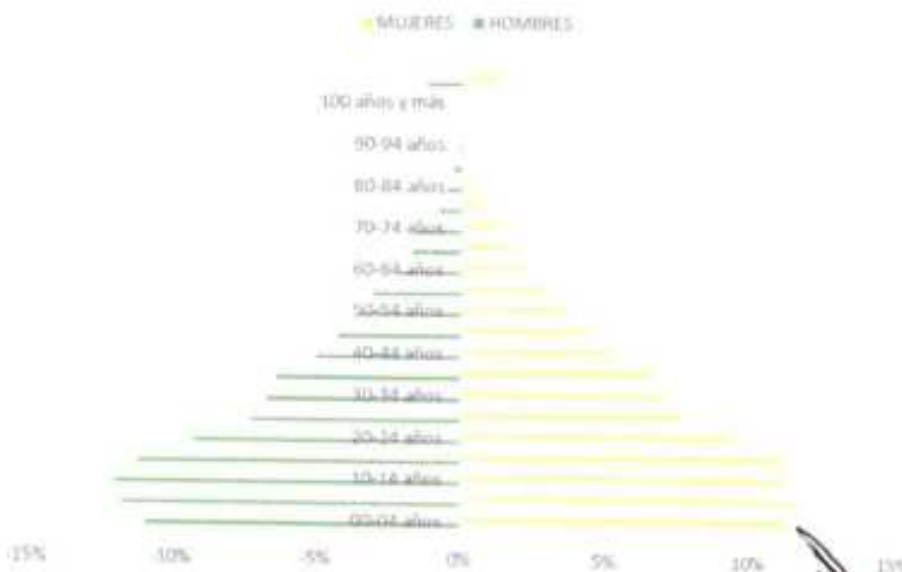 MUJERES HOMBRES
100 años y más
90-94 años
80-84 años
70-74 años
60-64 años
50-54 años
40-44 años
30-34 años
20-24 años
10-14 años
00-04 años
-15% -10% -5% 0% 5% 10% 15%